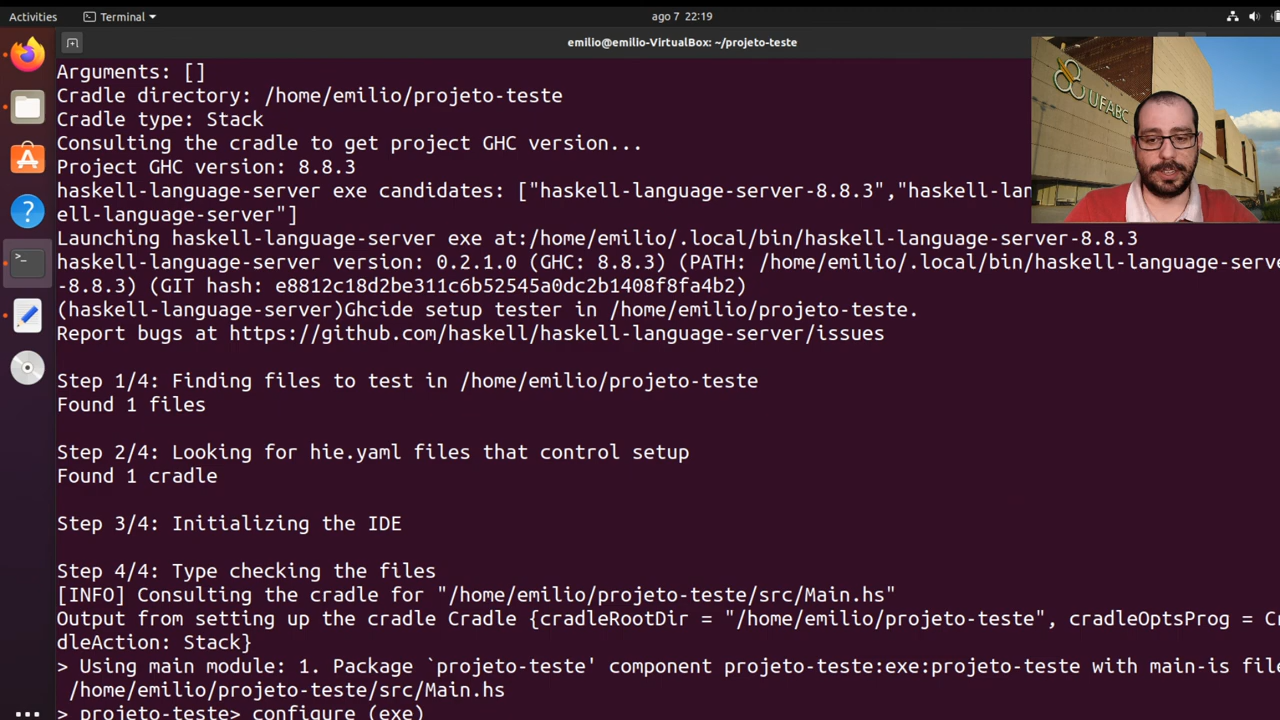 Activities
Terminal
ago 7 22:19
emilio@emilio-VirtualBox: ~/projeto-teste
UFABC
Arguments: []
Cradle directory: /home/emilio/projeto-teste
Cradle type: Stack
Consulting the cradle to get project GHC version...
Project GHC version: 8.8.3
haskell-language-server exe candidates: ["haskell-language-server-8.8.3","haskell-lan
ell-language-server"]
Launching haskell-language-server exe at:/home/emilio/.local/bin/haskell-language-server-8.8.3
haskell-language-server version: 0.2.1.0 (GHC: 8.8.3) (PATH: /home/emilio/.local/bin/haskell-language-serve
-8.8.3) (GIT hash: e8812c18d2be311c6b52545a0dc2b1408f8fa4b2)
(haskell-language-server)Ghcide setup tester in /home/emilio/projeto-teste.
Report bugs at https://github.com/haskell/haskell-language-server/issues
Step 1/4: Finding files to test in /home/emilio/projeto-teste
Found 1 files
Step 2/4: Looking for hie.yaml files that control setup
Found 1 cradle
Step 3/4: Initializing the IDE
Step 4/4: Type checking the files
[INFO] Consulting the cradle for "/home/emilio/projeto-teste/src/Main.hs"
Output from setting up the cradle Cradle {cradleRootDir = "/home/emilio/projeto-teste", cradleOptsProg = C
dleAction: Stack}
> Using main module: 1. Package `projeto-teste' component projeto-teste:exe:projeto-teste with main-is file
/home/emilio/projeto-teste/src/Main.hs
> projeto-teste> configure (exe)